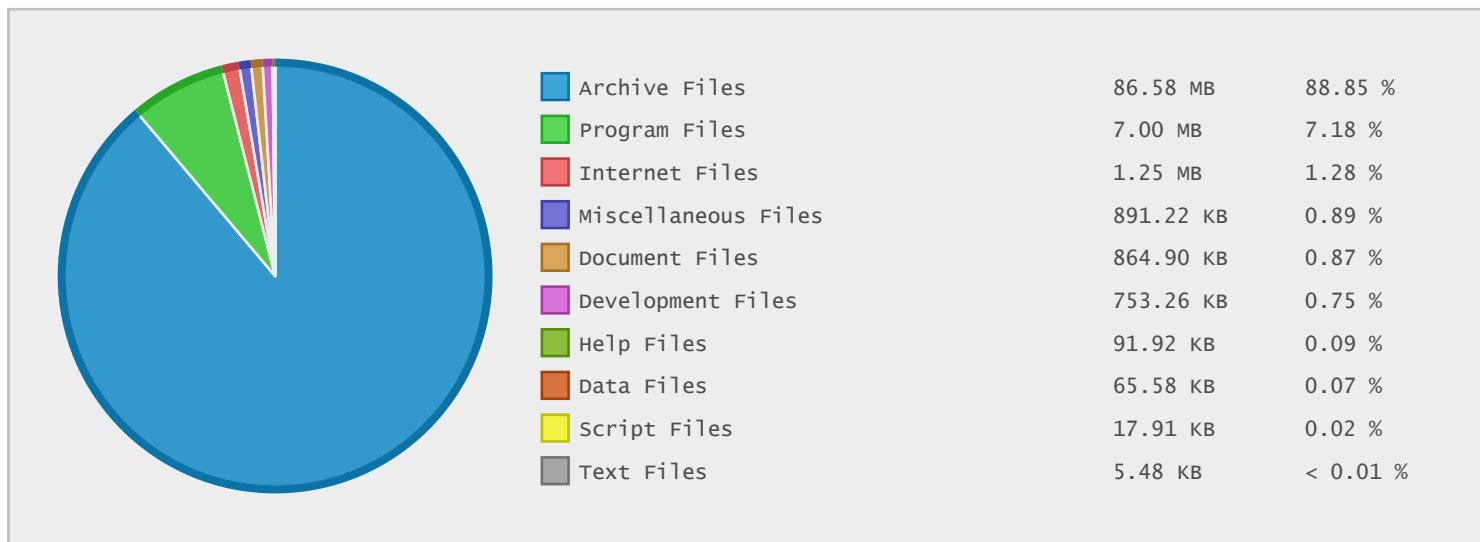 Archive Files 86.58 MB 88.85 %
Program Files 7.00 MB 7.18 %
Internet Files 1.25 MB 1.28 %
Miscellaneous Files 891.22 KB 0.89 %
Document Files 864.90 KB 0.87 %
Development Files 753.26 KB 0.75 %
Help Files 91.92 KB 0.09 %
Data Files 65.58 KB 0.07 %
Script Files 17.91 KB 0.02 %
Text Files 5.48 KB < 0.01 %